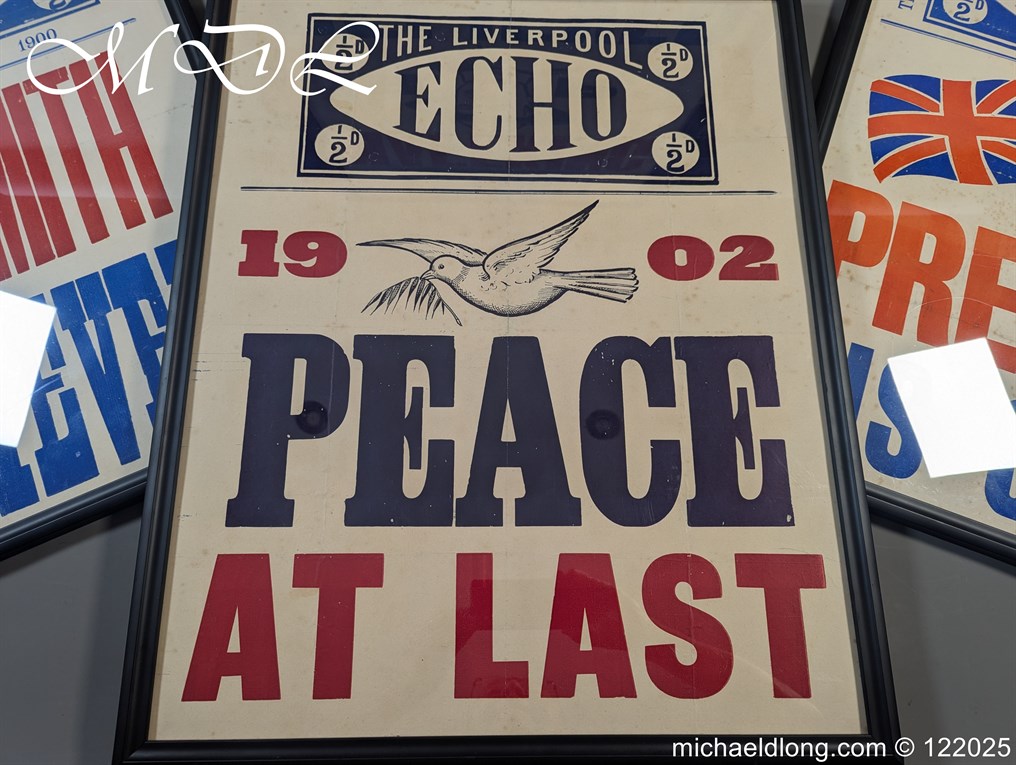 MDL
THE LIVERPOOL
ECHO
½D ½D
½D ½D
19 02
PEACE
AT LAST
1900
PRE
michaeldlong.com © 122025